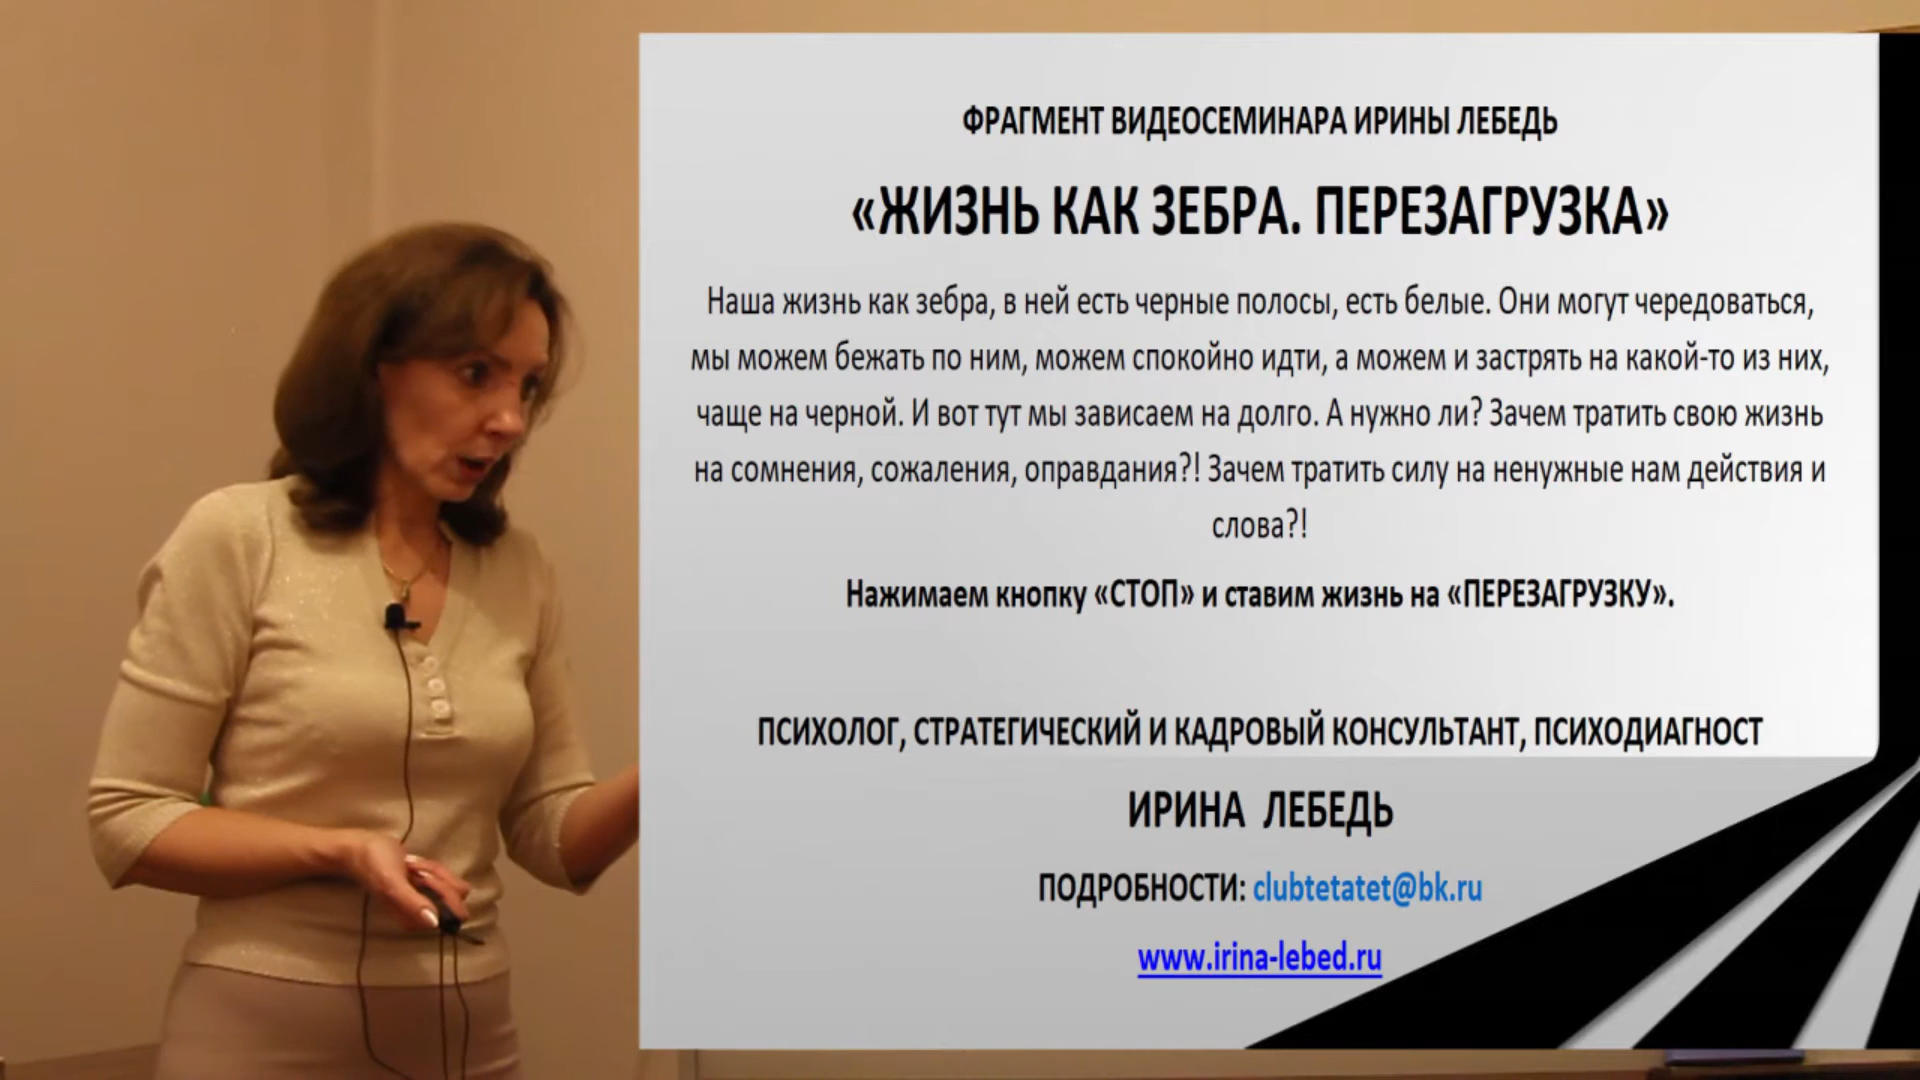 ФРАГМЕНТ ВИДЕОСЕМИНАРА ИРИНЫ ЛЕБЕДЬ
«ЖИЗНЬ КАК ЗЕБРА. ПЕРЕЗАГРУЗКА»
Наша жизнь как зебра, в ней есть черные полосы, есть белые. Они могут чередоваться,
мы можем бежать по ним, можем спокойно идти, а можем и застрять на какой-то из них,
чаще на черной. И вот тут мы зависаем на долго. А нужно ли? Зачем тратить свою жизнь
на сомнения, сожаления, оправдания?! Зачем тратить силу на ненужные нам действия и
слова?!
Нажимаем кнопку «СТОП» и ставим жизнь на «ПЕРЕЗАГРУЗКУ».
ПСИХОЛОГ, СТРАТЕГИЧЕСКИЙ И КАДРОВЫЙ КОНСУЛЬТАНТ, ПСИХОДИАГНОСТ
ИРИНА ЛЕБЕДЬ
ПОДРОБНОСТИ: clubtetatet@bk.ru
www.irina-lebed.ru